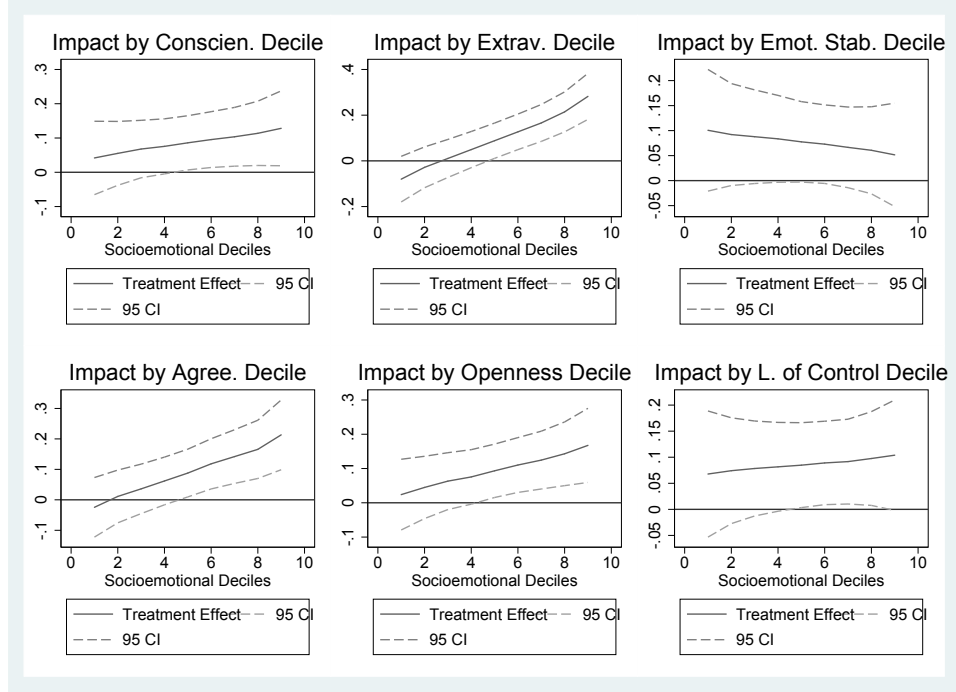 Impact by Conscien. Decile
.3
.2
.1
0
-.1
0 2 4 6 8 10
Socioemotional Deciles
Treatment Effect 95 CI
95 CI
Impact by Extrav. Decile
.4
.2
0
-.2
0 2 4 6 8 10
Socioemotional Deciles
Treatment Effect 95 CI
95 CI
Impact by Emot. Stab. Decile
.2
.15
.1
.05
0
-.05
0 2 4 6 8 10
Socioemotional Deciles
Treatment Effect 95 CI
95 CI
Impact by Agree. Decile
.3
.2
.1
0
-.1
0 2 4 6 8 10
Socioemotional Deciles
Treatment Effect 95 CI
95 CI
Impact by Openness Decile
.3
.2
.1
0
-.1
0 2 4 6 8 10
Socioemotional Deciles
Treatment Effect 95 CI
95 CI
Impact by L. of Control Decile
.2
.15
.1
.05
0
-.05
0 2 4 6 8 10
Socioemotional Deciles
Treatment Effect 95 CI
95 CI